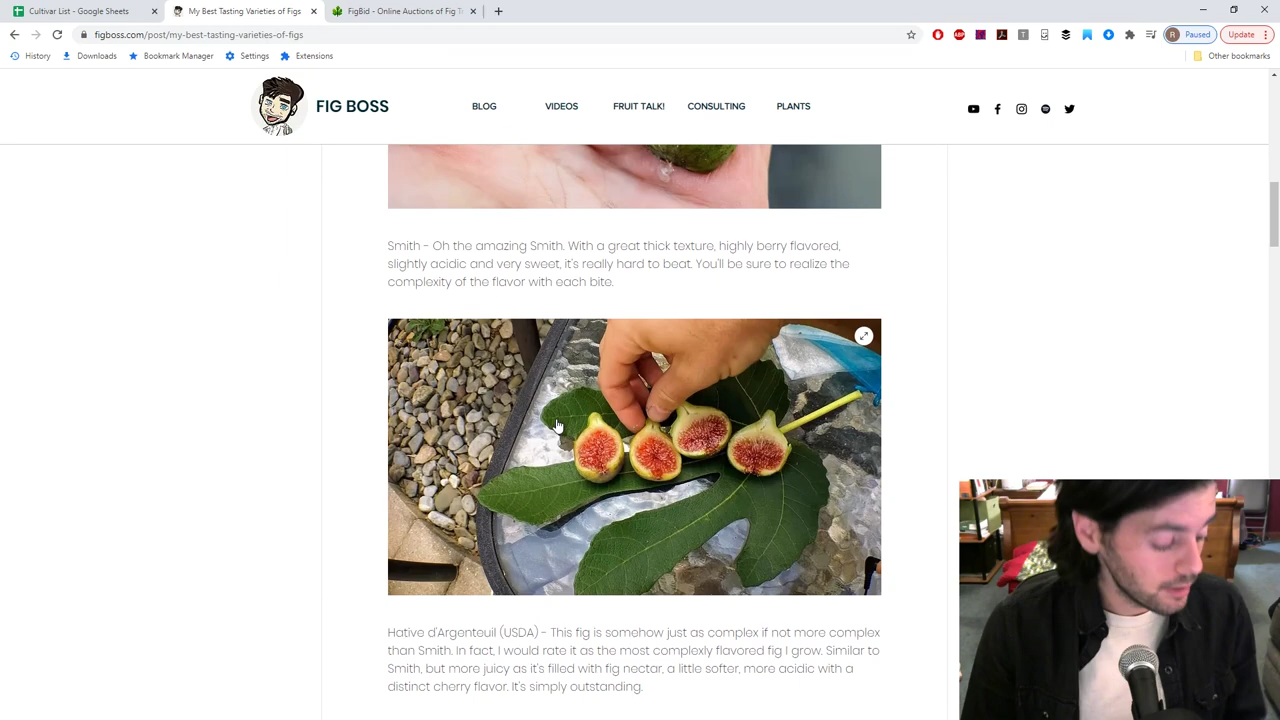 Cultivar List - Google Sheets
My Best Tasting Varieties of Figs
FigBid - Online Auctions of Fig T
figboss.com/post/my-best-tasting-varieties-of-figs
Paused
Update
History
Downloads
Bookmark Manager
Settings
Extensions
Other bookmarks
FIG BOSS
BLOG
VIDEOS
FRUIT TALK!
CONSULTING
PLANTS
Smith - Oh the amazing Smith. With a great thick texture, highly berry flavored,
slightly acidic and very sweet, it's really hard to beat. You'll be sure to realize the
complexity of the flavor with each bite.
Hative d'Argenteuil (USDA) - This fig is somehow just as complex if not more complex
than Smith. In fact, I would rate it as the most complexly flavored fig I grow. Similar to
Smith, but more juicy as it's filled with fig nectar, a little softer, more acidic with a
distinct cherry flavor. It's simply outstanding.